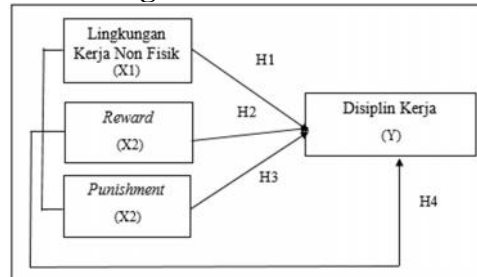 Lingkungan
Kerja Non Fisik
(X1)
H1
H2
Reward
(X2)
Disiplin Kerja
(Y)
H3
Punishment
(X2)
H4